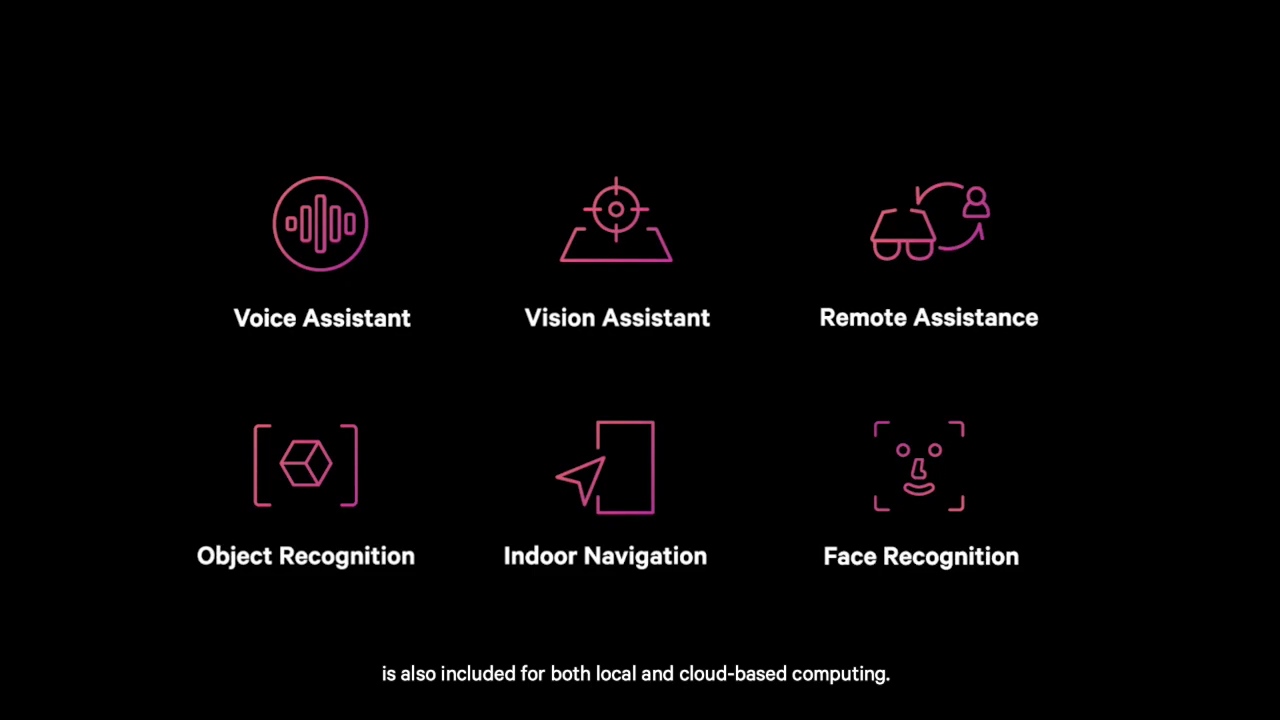 Voice Assistant
Vision Assistant
Remote Assistance
Object Recognition
Indoor Navigation
Face Recognition
is also included for both local and cloud-based computing.